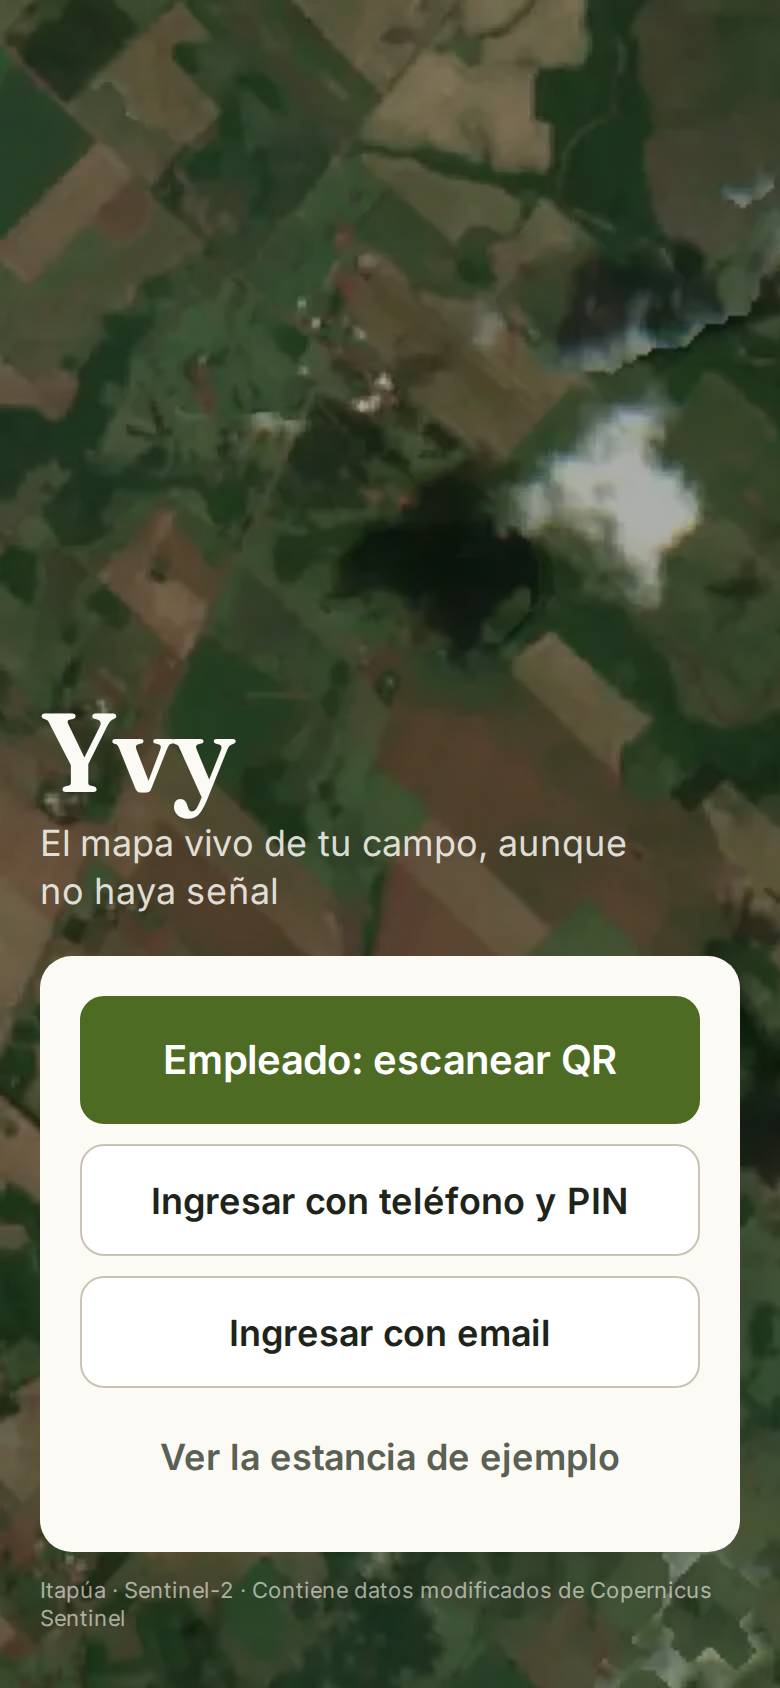 Yvy
El mapa vivo de tu campo, aunque
no haya señal
Empleado: escanear QR
Ingresar con teléfono y PIN
Ingresar con email
Ver la estancia de ejemplo
Itapúa · Sentinel-2 · Contiene datos modificados de Copernicus
Sentinel